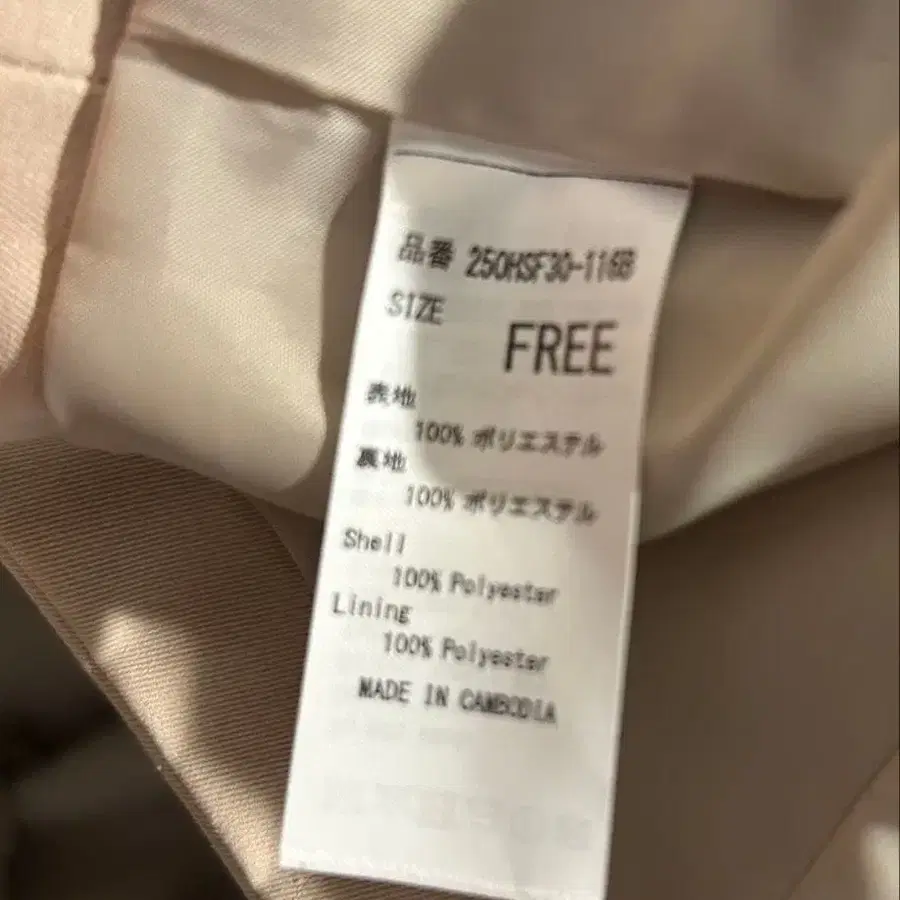 品番 250HSF30-116B
SIZE
FREE
表地
100% ポリエステル
裏地
100% ポリエステル
Shell
100% Polyester
Lining
100% Polyester
MADE IN CAMBODIA